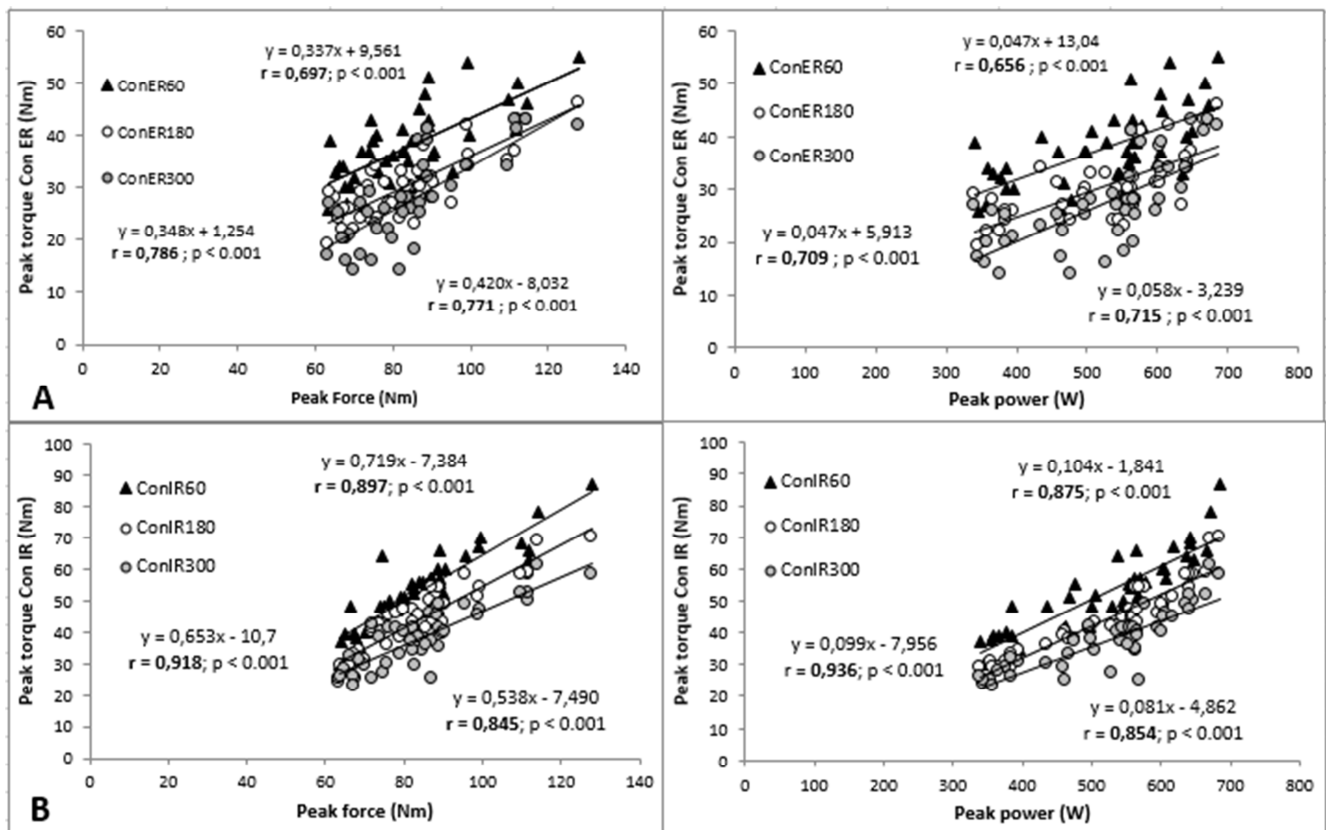 60
50
40
30
20
10
0
Peak torque Con ER (Nm)
ConER60
ConER180
ConER300
y = 0,337x + 9,561
r = 0,697; p < 0.001
y = 0,348x + 1,254
r = 0,786 ; p < 0.001
y = 0,420x - 8,032
r = 0,771 ; p < 0.001
0 20 40 60 80 100 120 140
Peak Force (Nm)
A
60
50
40
30
20
10
0
Peak torque Con ER (Nm)
ConER60
ConER180
ConER300
y = 0,047x + 13,04
r = 0,656 ; p < 0.001
y = 0,047x + 5,913
r = 0,709 ; p < 0.001
y = 0,058x - 3,239
r = 0,715 ; p < 0.001
0 100 200 300 400 500 600 700 800
Peak power (W)
100
90
80
70
60
50
40
30
20
10
0
Peak torque Con IR (Nm)
ConIR60
ConIR180
ConIR300
y = 0,719x - 7,384
r = 0,897; p < 0.001
y = 0,653x - 10,7
r = 0,918; p < 0.001
y = 0,538x - 7,490
r = 0,845; p < 0.001
0 20 40 60 80 100 120 140
Peak force (Nm)
B
100
90
80
70
60
50
40
30
20
10
0
Peak torque Con IR (Nm)
ConIR60
ConIR180
ConIR300
y = 0,104x - 1,841
r = 0,875; p < 0.001
y = 0,099x - 7,956
r = 0,936; p < 0.001
y = 0,081x - 4,862
r = 0,854; p < 0.001
0 100 200 300 400 500 600 700 800
Peak power (W)